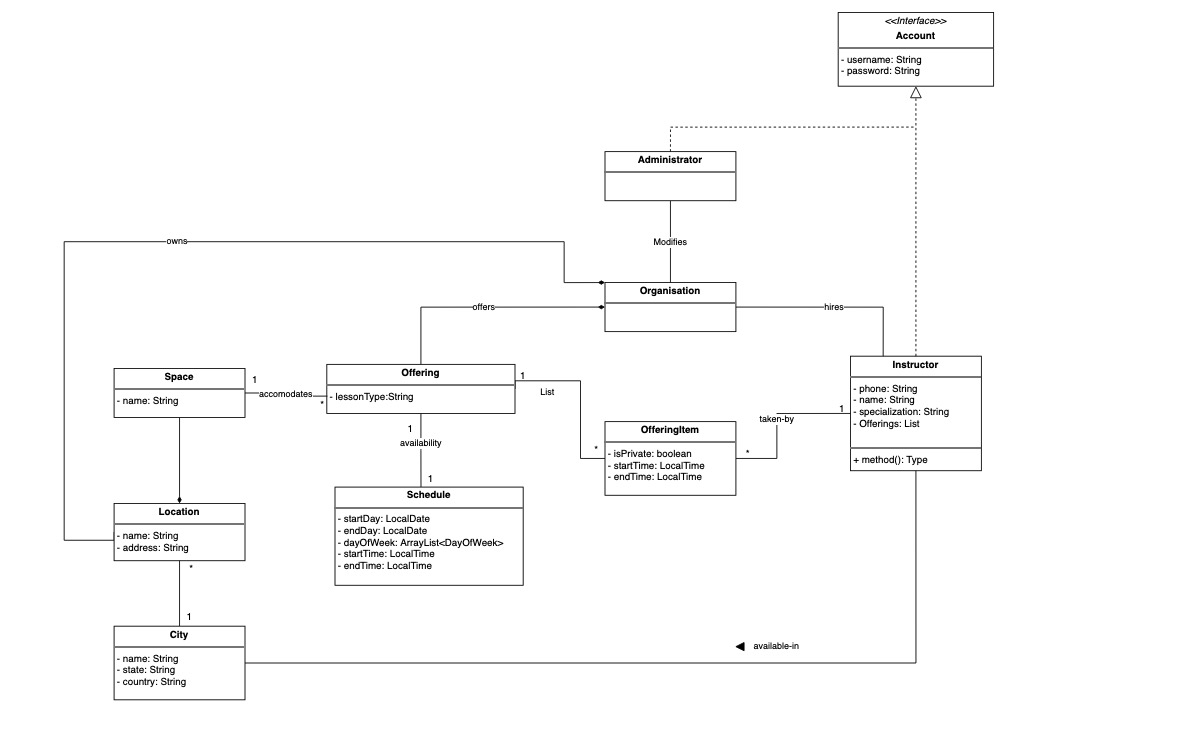 <<Interface>>
Account
- username: String
- password: String
Administrator
Modifies
owns
Organisation
offers
hires
Instructor
- phone: String
- name: String
- specialization: String
- Offerings: List
+ method(): Type
Space
- name: String
1
accomodates
*
Offering
- lessonType:String
1
List
*
OfferingItem
- isPrivate: boolean
- startTime: LocalTime
- endTime: LocalTime
*
taken-by
1
1
availability
1
Schedule
- startDay: LocalDate
- endDay: LocalDate
- dayOfWeek: ArrayList<DayOfWeek>
- startTime: LocalTime
- endTime: LocalTime
Location
- name: String
- address: String
*
1
City
- name: String
- state: String
- country: String
available-in